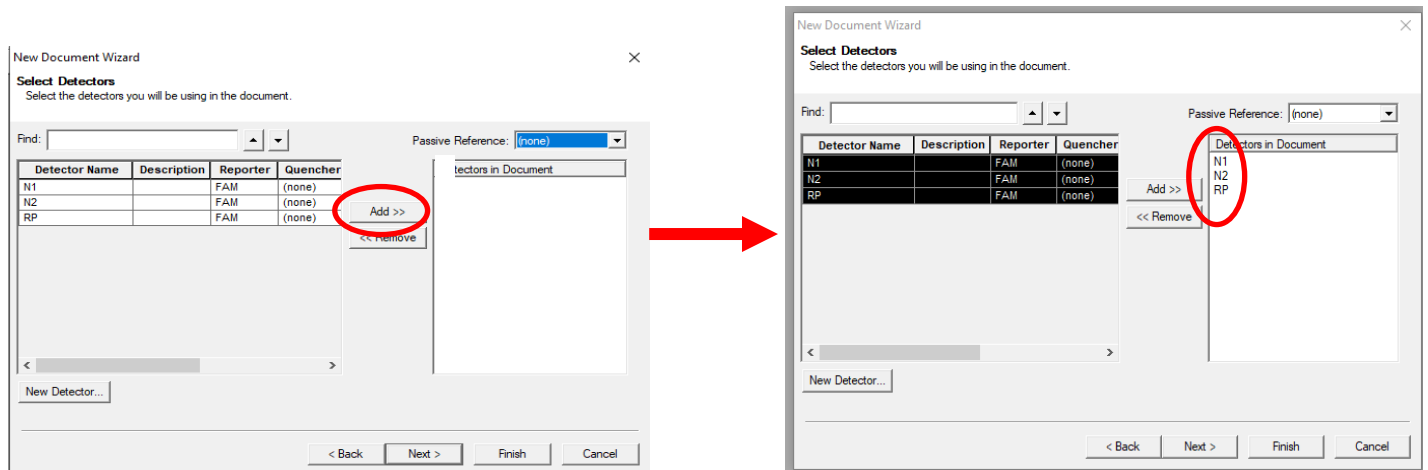 New Document Wizard
Select Detectors
Select the detectors you will be using in the document.
Find:
Passive Reference: (none)
Detector Name Description Reporter Quencher
N1 FAM (none)
N2 FAM (none)
RP FAM (none)
Add >>
<< Remove
tectors in Document
New Detector...
< Back Next > Finish Cancel
New Document Wizard
Select Detectors
Select the detectors you will be using in the document.
Find:
Passive Reference: (none)
Detector Name Description Reporter Quencher
N1 FAM (none)
N2 FAM (none)
RP FAM (none)
Add >>
<< Remove
Detectors in Document
N1
N2
RP
New Detector...
< Back Next > Finish Cancel